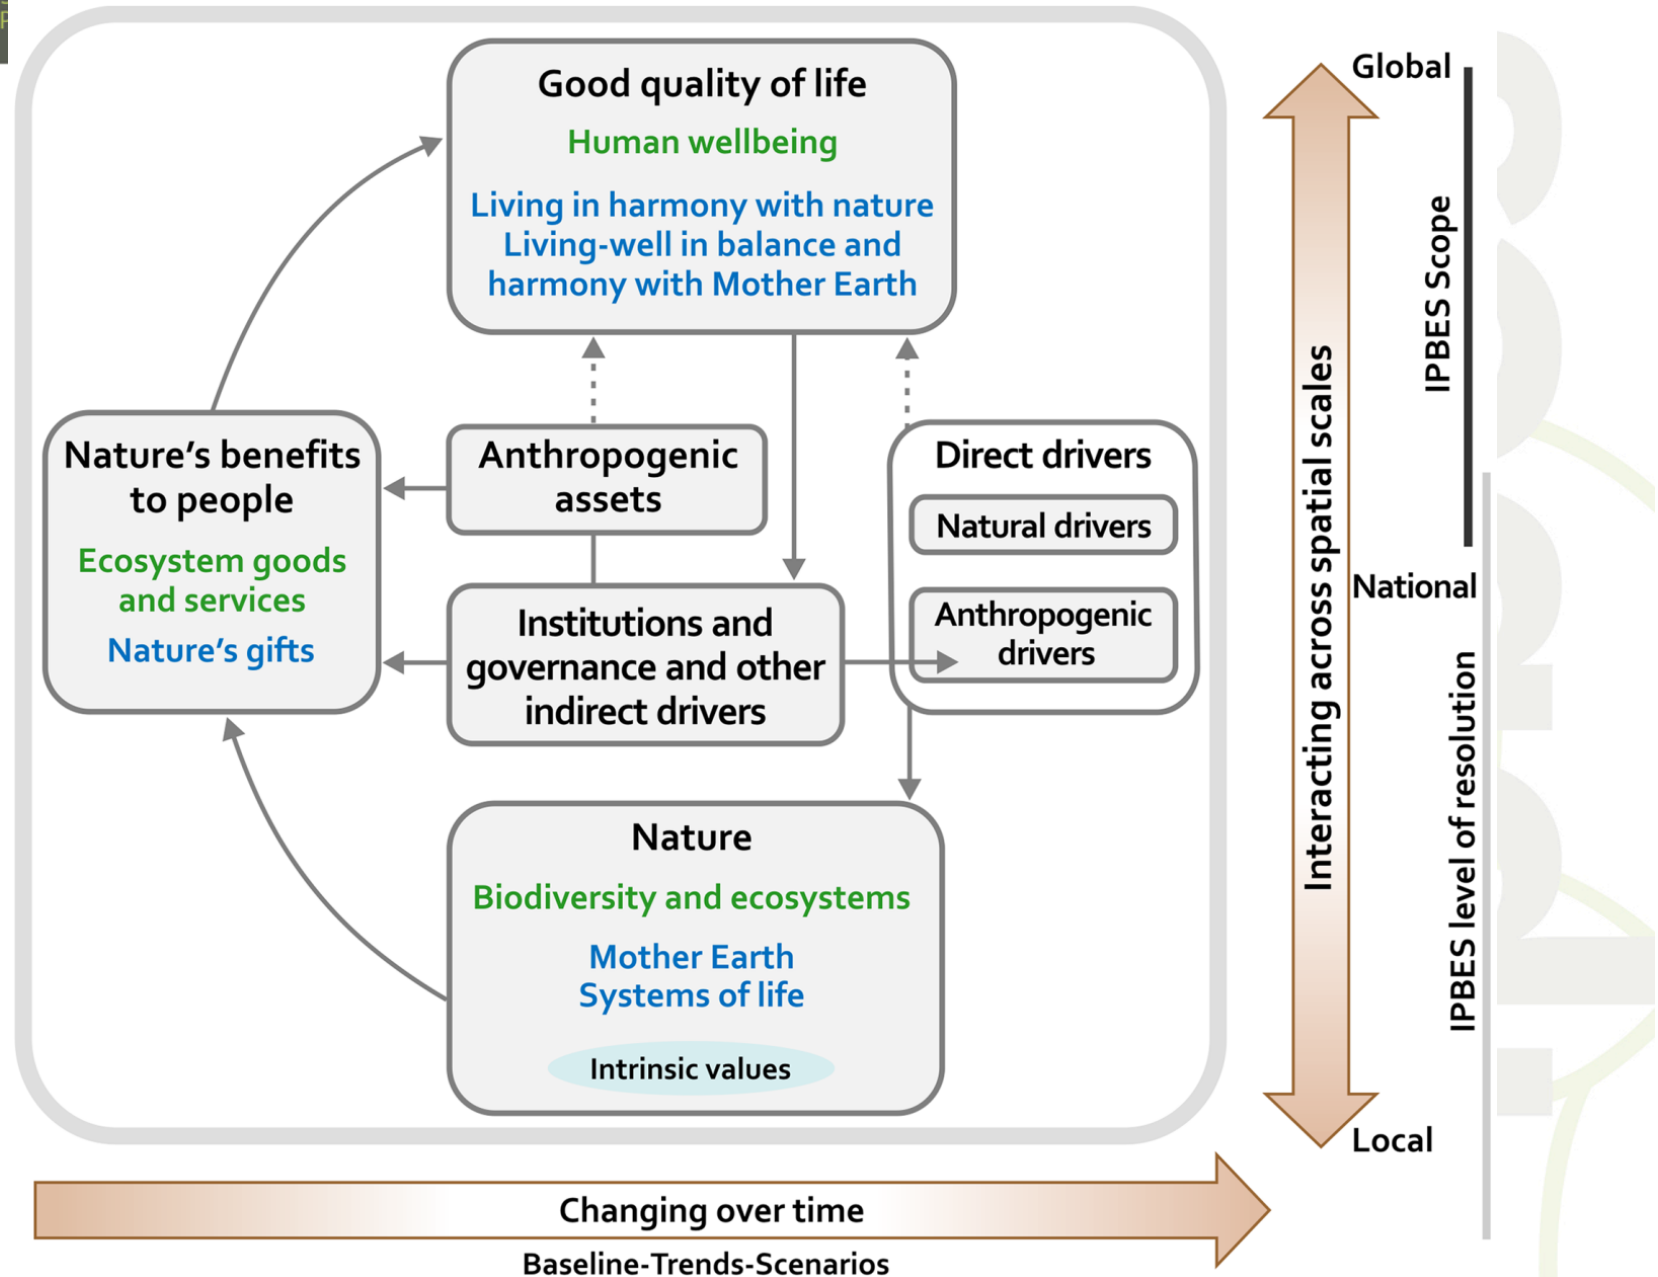 Good quality of life
Human wellbeing
Living in harmony with nature
Living-well in balance and
harmony with Mother Earth
Nature’s benefits
to people
Ecosystem goods
and services
Nature’s gifts
Anthropogenic
assets
Direct drivers
Natural drivers
Anthropogenic
drivers
Institutions and
governance and other
indirect drivers
Nature
Biodiversity and ecosystems
Mother Earth
Systems of life
Intrinsic values
Changing over time
Baseline-Trends-Scenarios
Interacting across spatial scales
Global
IPBES Scope
National
IPBES level of resolution
Local